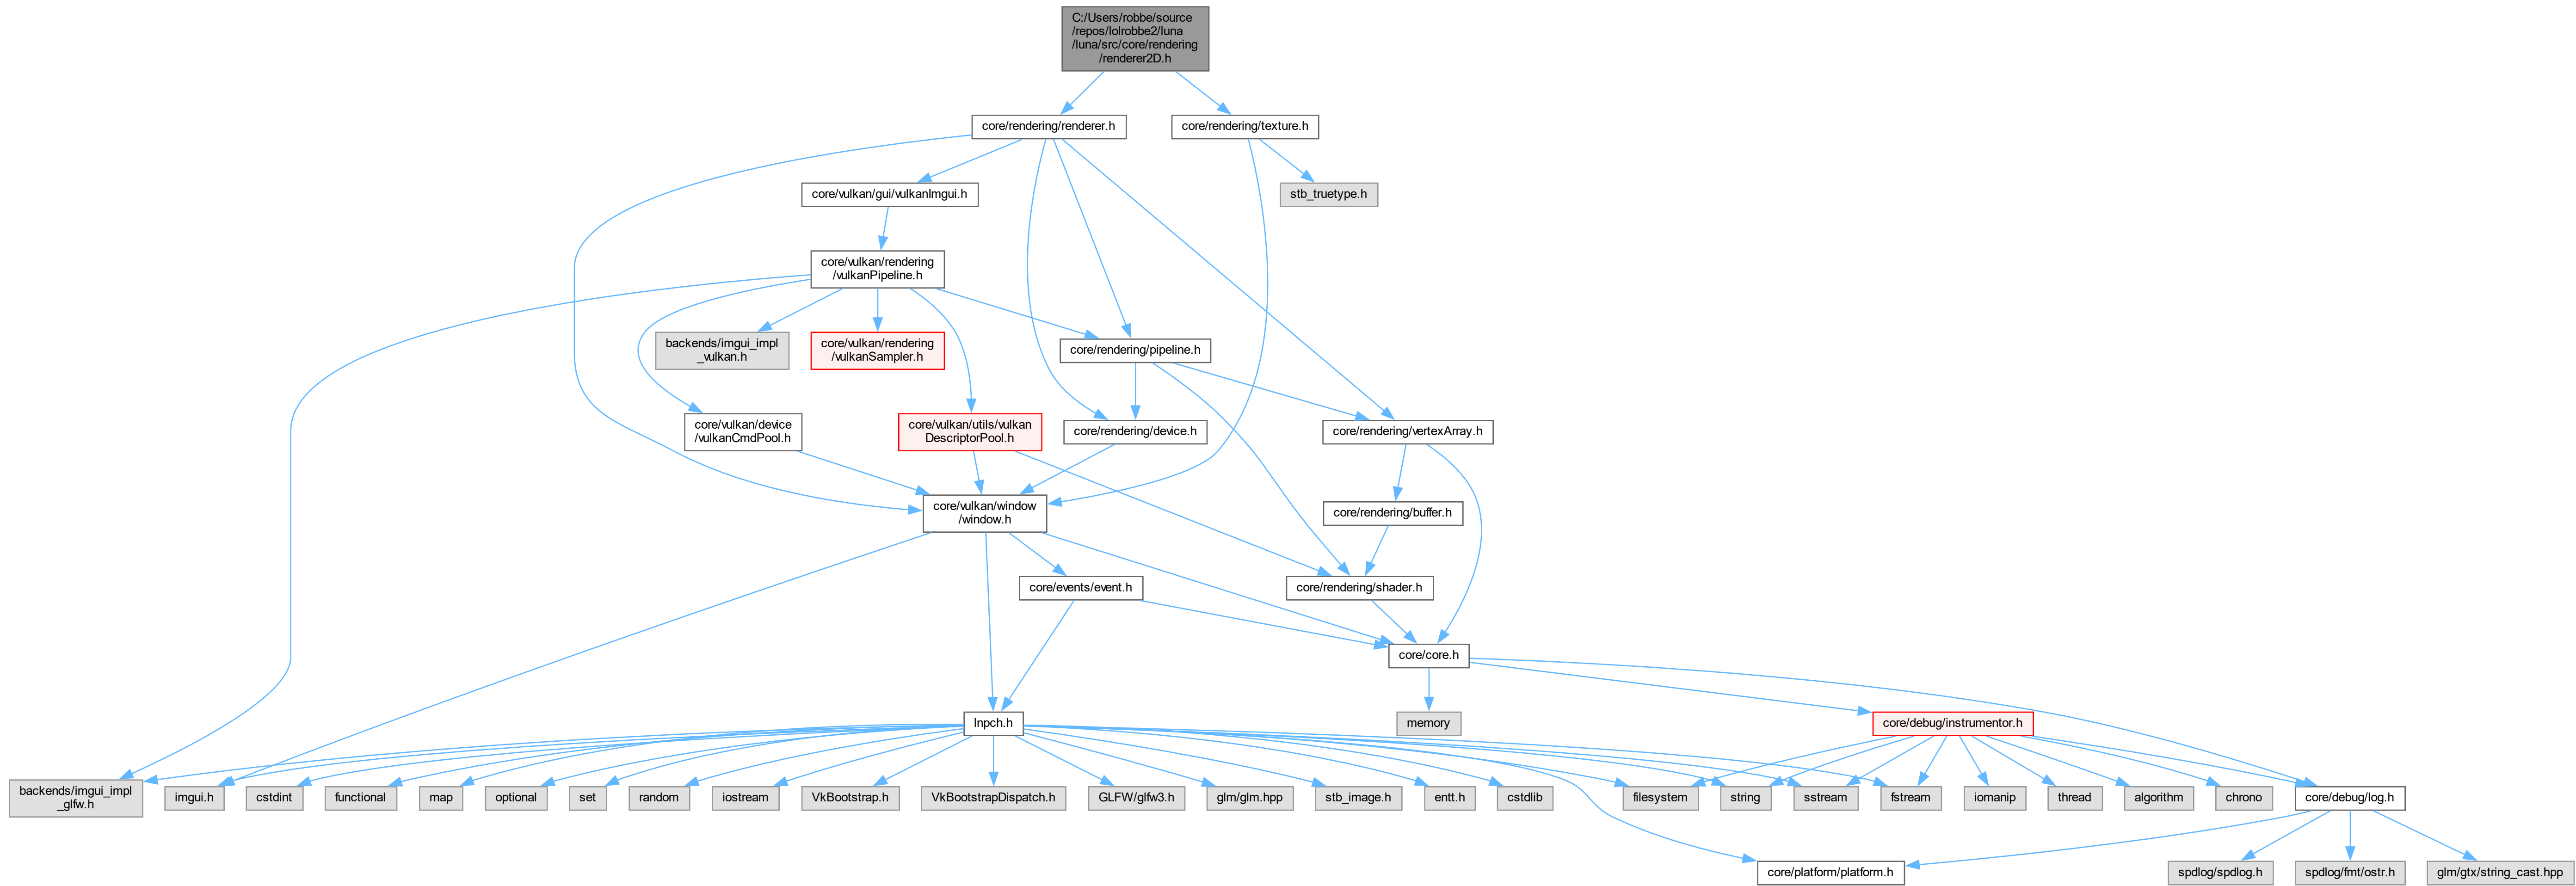 C:/Users/robbe/source
/repos/lolrobbe2/luna
/luna/src/core/rendering
/renderer2D.h
core/rendering/renderer.h
core/rendering/texture.h
core/vulkan/gui/vulkanImgui.h
stb_truetype.h
core/vulkan/rendering
/vulkanPipeline.h
backends/imgui_impl
_vulkan.h
core/vulkan/rendering
/vulkanSampler.h
core/rendering/pipeline.h
core/vulkan/device
/vulkanCmdPool.h
core/vulkan/utils/vulkan
DescriptorPool.h
core/rendering/device.h
core/rendering/vertexArray.h
core/vulkan/window
/window.h
core/rendering/buffer.h
core/events/event.h
core/rendering/shader.h
core/core.h
lnpch.h
memory
core/debug/instrumentor.h
backends/imgui_impl
_glfw.h
imgui.h
cstdint
functional
map
optional
set
random
iostream
VkBootstrap.h
VkBootstrapDispatch.h
GLFW/glfw3.h
glm/glm.hpp
stb_image.h
entt.h
cstdlib
filesystem
string
sstream
fstream
iomanip
thread
algorithm
chrono
core/debug/log.h
core/platform/platform.h
spdlog/spdlog.h
spdlog/fmt/ostr.h
glm/gtx/string_cast.hpp